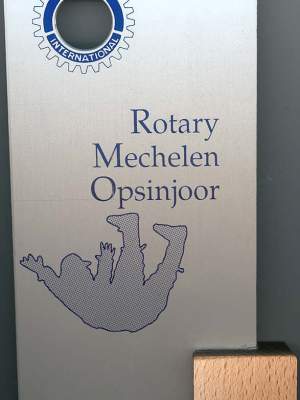 INTERNATIONAL
Rotary
Mechelen
Opsinjoor